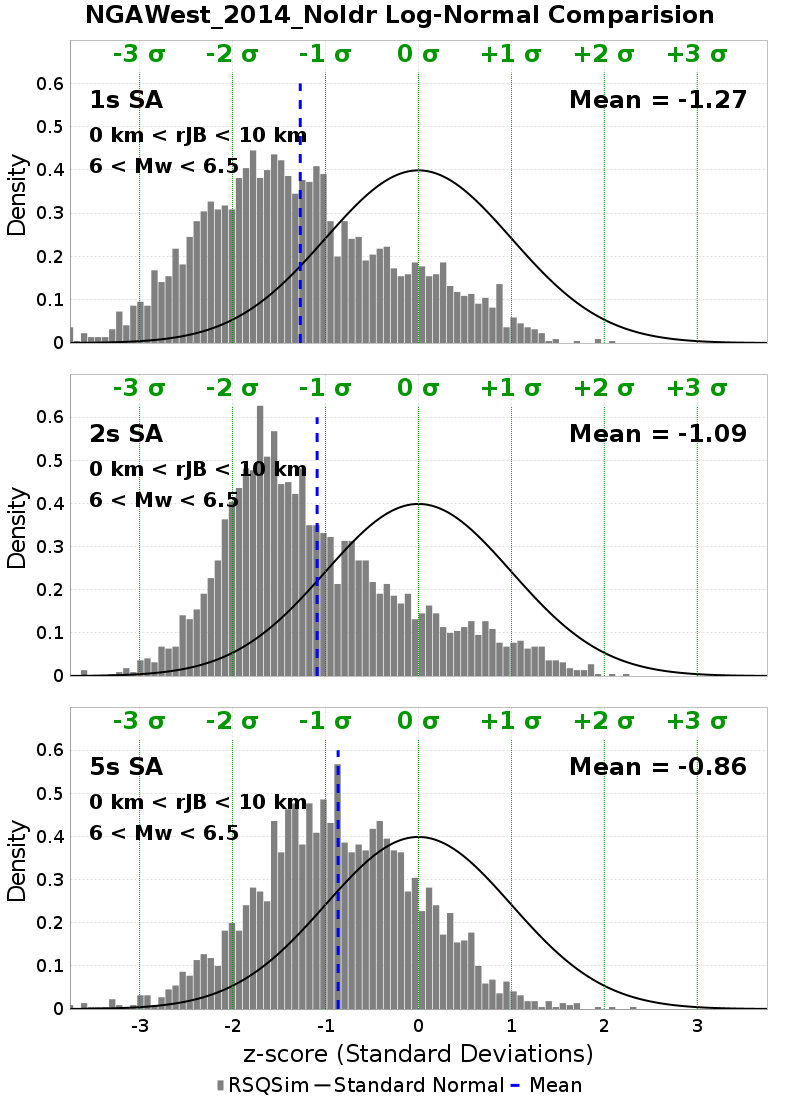 NGAWest_2014_NoIdr Log-Normal Comparision
-3 σ -2 σ -1 σ 0 σ +1 σ +2 σ +3 σ
1s SA
Mean = -1.27
0 km < rJB < 10 km
6 < Mw < 6.5
0.6
0.5
0.4
0.3
0.2
0.1
0
Density
-3 σ -2 σ -1 σ 0 σ +1 σ +2 σ +3 σ
2s SA
Mean = -1.09
0 km < rJB < 10 km
6 < Mw < 6.5
0.6
0.5
0.4
0.3
0.2
0.1
0
Density
-3 σ -2 σ -1 σ 0 σ +1 σ +2 σ +3 σ
5s SA
Mean = -0.86
0 km < rJB < 10 km
6 < Mw < 6.5
0.6
0.5
0.4
0.3
0.2
0.1
0
Density
-3 -2 -1 0 1 2 3
z-score (Standard Deviations)
RSQSim Standard Normal Mean